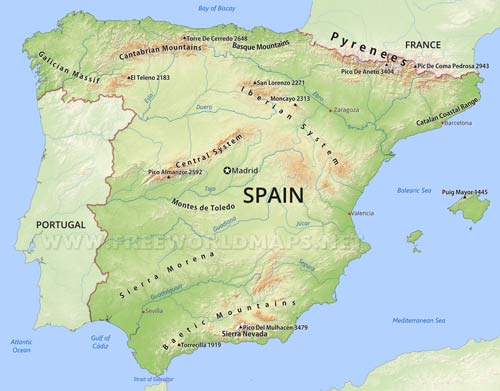 Bay of Biscay
Torre De Cerredo 2648
Cantabrian Mountains
Basque Mountains
Pyrenees
FRANCE
Galician Massif
El Teleno 2183
San Lorenzo 2271
Pico De Aneto 3404
Pic De Coma Pedrosa 2943
Moncayo 2313
Iberian System
Esla
Duero
Ebro
Zaragoza
Catalan Coastal Range
Barcelona
Central System
Pico Almanzor 2592
Madrid
Tajo
SPAIN
Montes de Toledo
Balearic Sea
Puig Mayor 1445
PORTUGAL
Guadiana
Júcar
Valencia
WWW.FREEWORLDMAPS.NET
Sierra Morena
Segura
Guadalquivir
Sevilla
Baetic Mountains
Pico Del Mulhacén 3479
Sierra Nevada
Torrecilla 1919
Mediterranean Sea
Atlantic
Ocean
Gulf of
Cádiz
Strait of Gibraltar